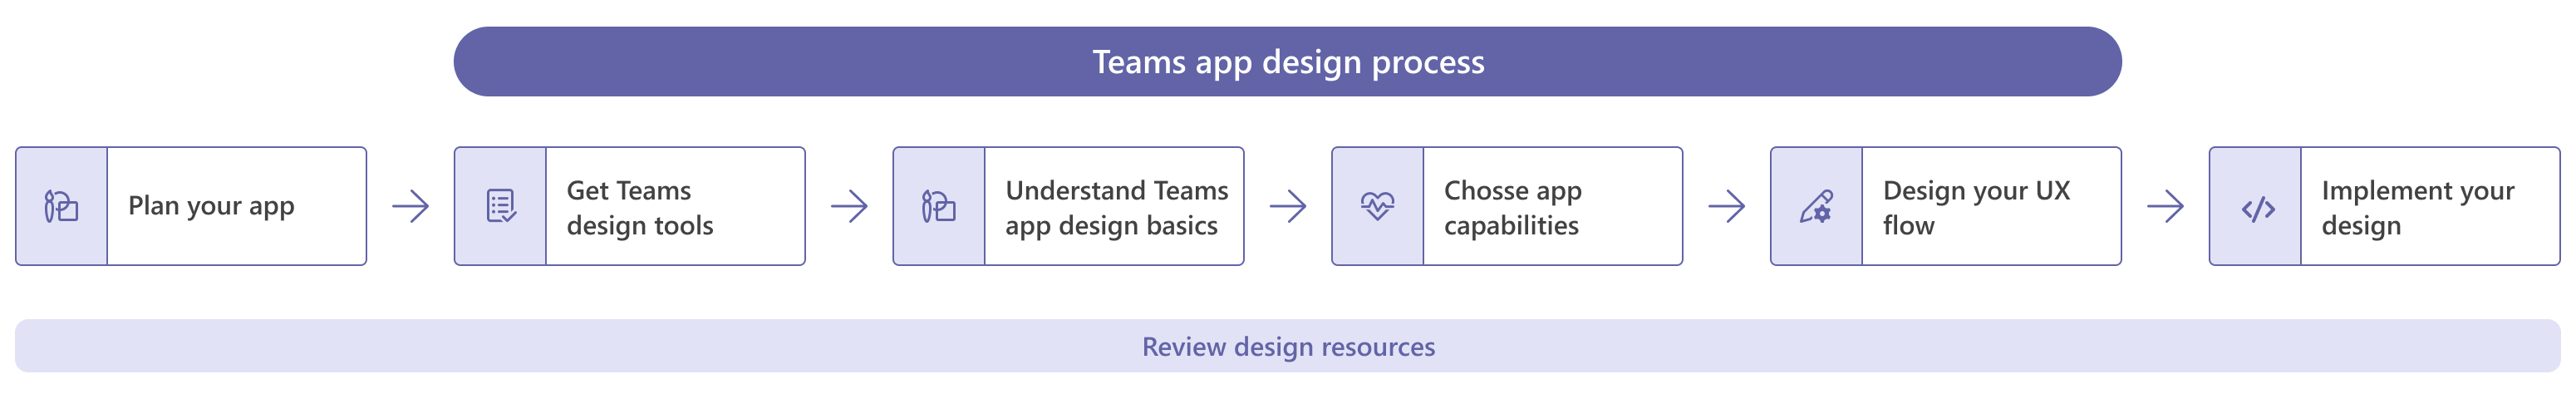 Teams app design process
Plan your app
Get Teams
design tools
Understand Teams
app design basics
Chosse app
capabilities
Design your UX
flow
Implement your
design
Review design resources